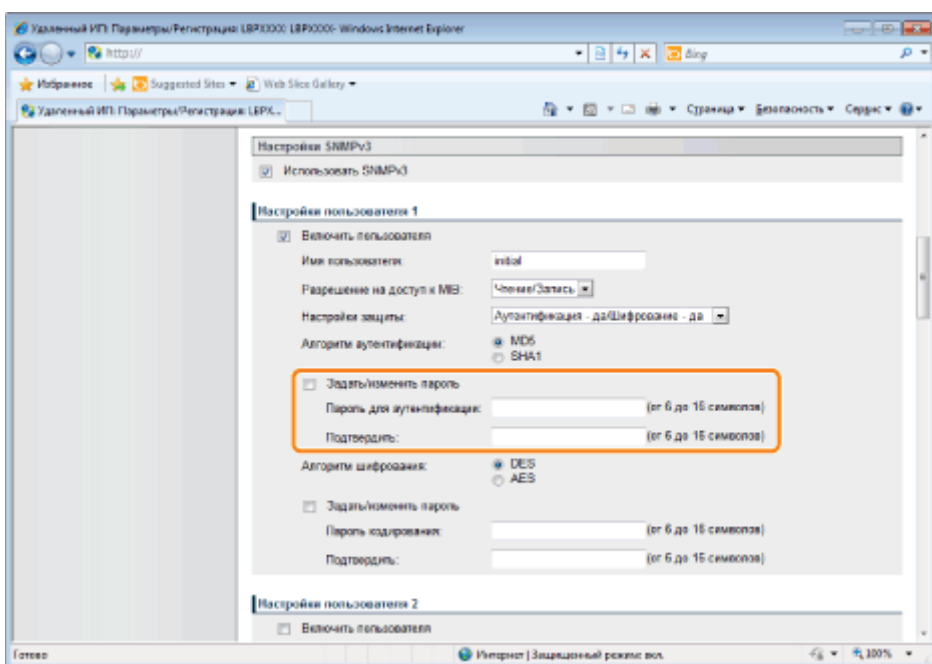 Удаленный ИП: Параметры/Регистрация: LBPXXXX LBPXXXX- Windows Internet Explorer
http://
Bing
Избранное Suggested Sites Web Slice Gallery
Удаленный ИП: Параметры/Регистрация: LBPX... Страница Безопасность Сервис
Настройки SNMPv3
Использовать SNMPv3
Настройки пользователя 1
Включить пользователя
Имя пользователя: initial
Разрешение на доступ к MIB: Чтение/Запись
Настройки защиты: Аутентификация - да/Шифрование - да
Алгоритм аутентификации: MD5
SHA1
Задать/изменить пароль
Пароль для аутентификации: (от 6 до 16 символов)
Подтвердить: (от 6 до 16 символов)
Алгоритм шифрования: DES
AES
Задать/изменить пароль
Пароль кодирования: (от 6 до 16 символов)
Подтвердить: (от 6 до 16 символов)
Настройки пользователя 2
Включить пользователя
Готово Интернет | Защищенный режим: вкл. 100%